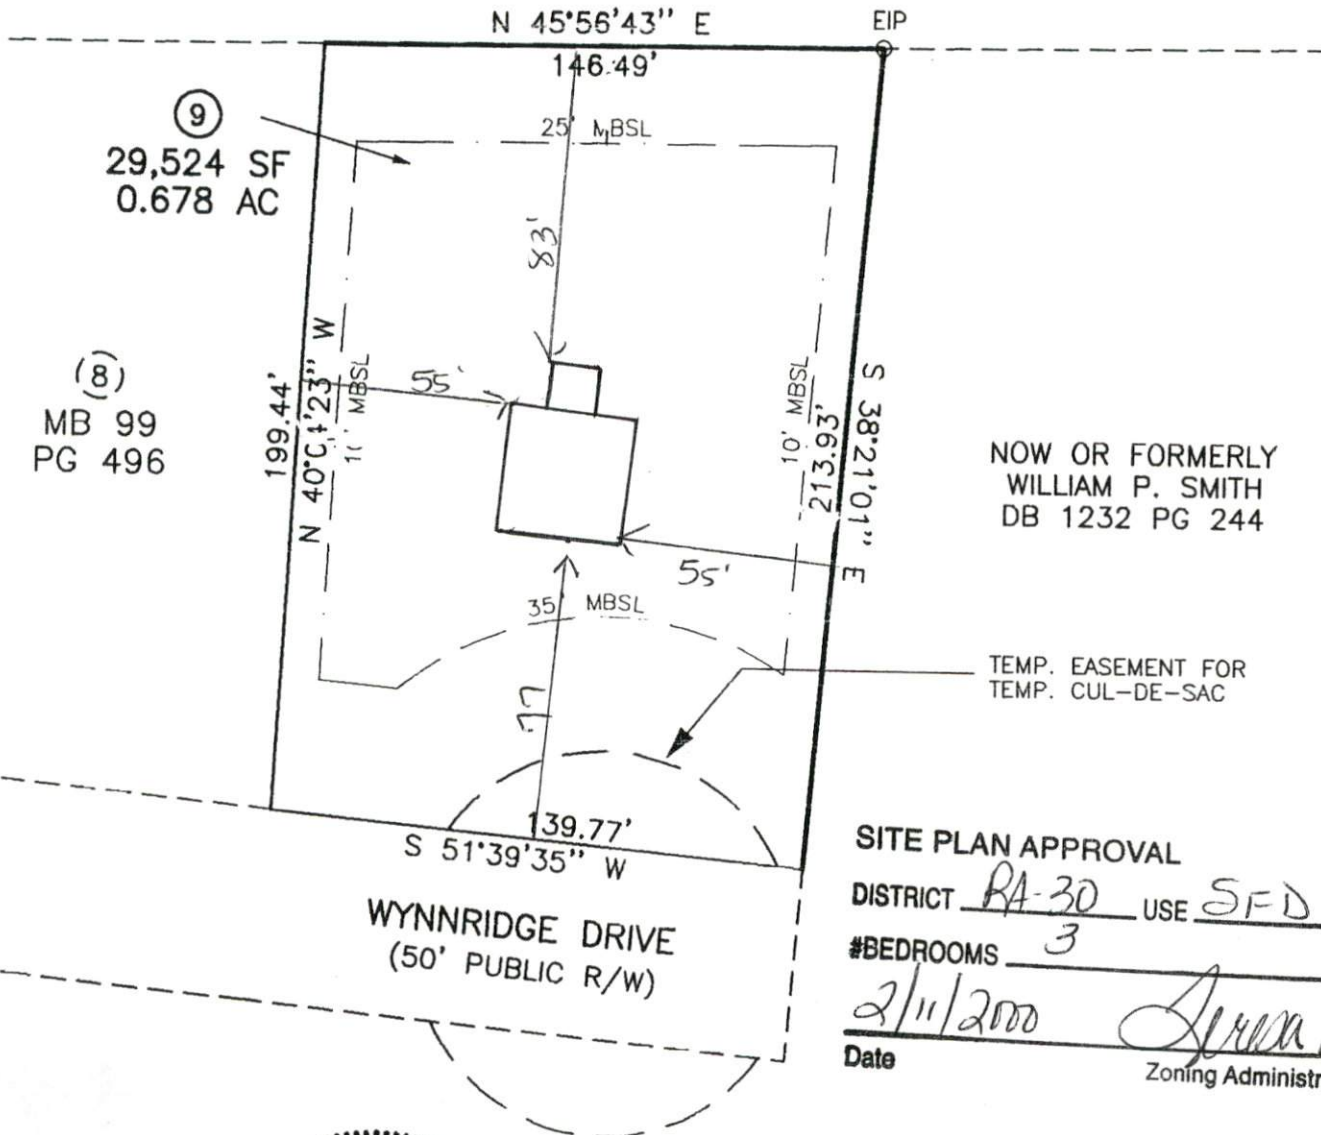 N 45°56'43" E
EIP
146.49'
9
25' MBSL
29,524 SF
0.678 AC
83'
(8)
MB 99
PG 496
199.44'
N W
MBSL
55'
10' MBSL
213.93'
S 38°21'01" E
NOW OR FORMERLY
WILLIAM P. SMITH
DB 1232 PG 244
55'
35' MBSL
TEMP. EASEMENT FOR
TEMP. CUL-DE-SAC
77
139.77'
S 51°39'35" W
WYNNRIDGE DRIVE
(50' PUBLIC R/W)
SITE PLAN APPROVAL
DISTRICT RA-30 USE SFD
#BEDROOMS 3
2/11/2000 Teresa
Date Zoning Administr